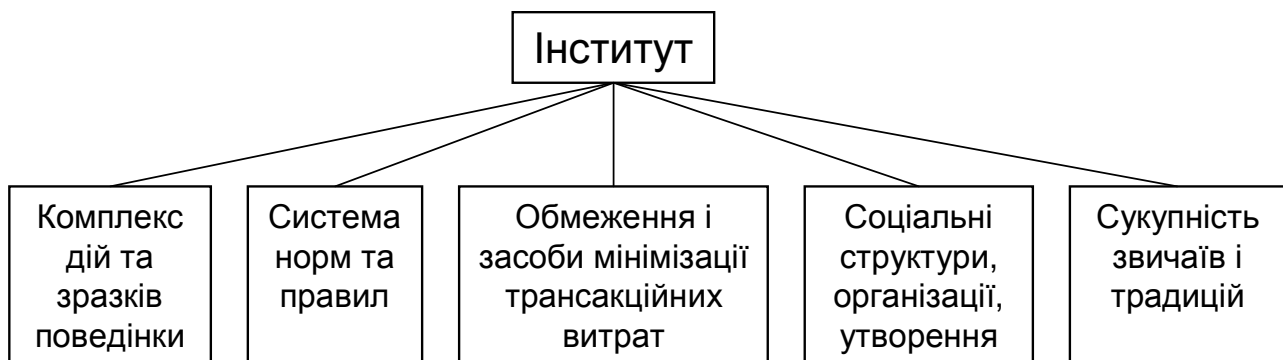 Інститут
Комплекс
дій та
зразків
поведінки
Система
норм та
правил
Обмеження і
засоби мінімізації
трансакційних
витрат
Соціальні
структури,
організації,
утворення
Сукупність
звичаїв і
традицій